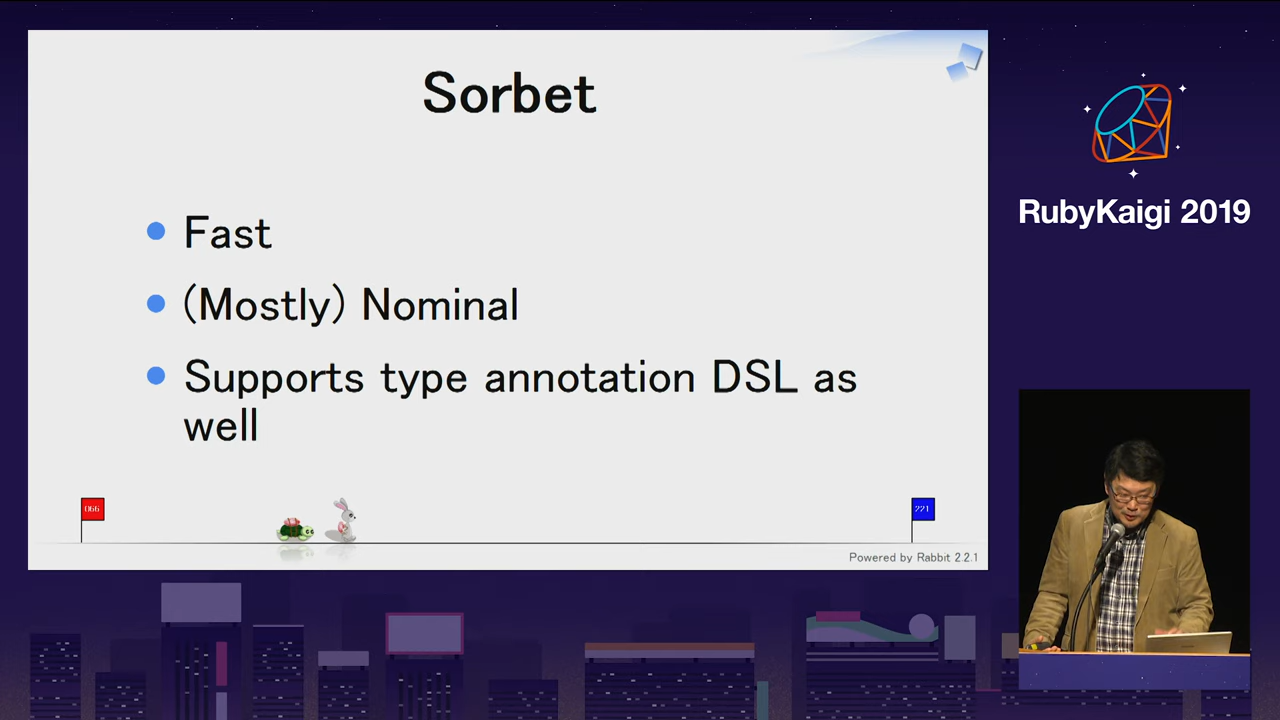 Sorbet
Fast
(Mostly) Nominal
Supports type annotation DSL as
well
066
221
Powered by Rabbit 2.2.1
RubyKaigi 2019